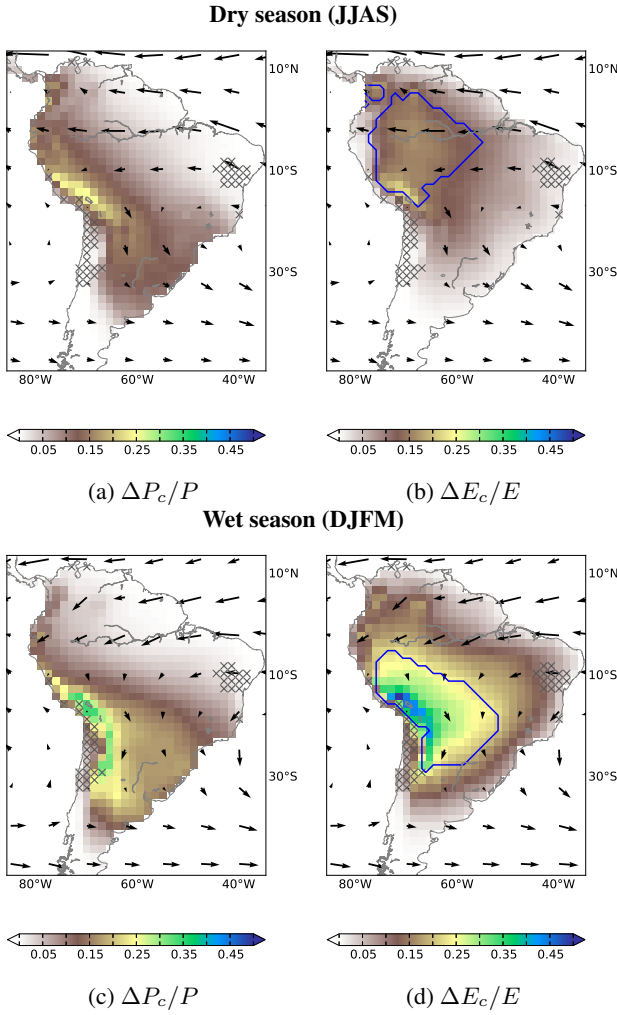 Dry season (JJAS)
10°N
10°S
30°S
80°W 60°W 40°W
0.05 0.15 0.25 0.35 0.45
(a) ΔP_c/P
10°N
10°S
30°S
80°W 60°W 40°W
0.05 0.15 0.25 0.35 0.45
(b) ΔE_c/E
Wet season (DJFM)
10°N
10°S
30°S
80°W 60°W 40°W
0.05 0.15 0.25 0.35 0.45
(c) ΔP_c/P
10°N
10°S
30°S
80°W 60°W 40°W
0.05 0.15 0.25 0.35 0.45
(d) ΔE_c/E